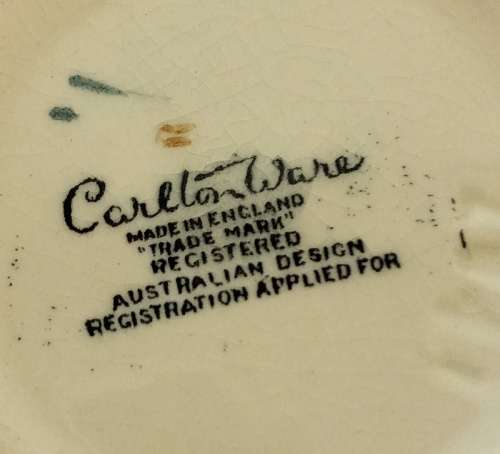 Carlton Ware
MADE IN ENGLAND
"TRADE MARK"
REGISTERED
AUSTRALIAN DESIGN
REGISTRATION APPLIED FOR